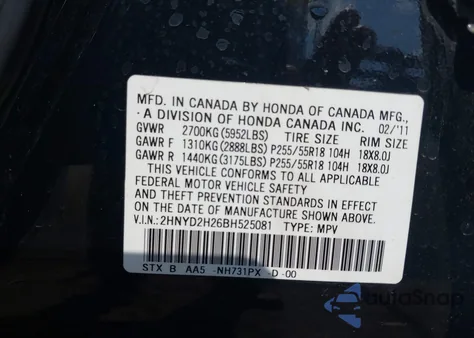 MFD. IN CANADA BY HONDA OF CANADA MFG.,
A DIVISION OF HONDA CANADA INC. 02/'11
GVWR 2700KG(5952LBS) TIRE SIZE RIM SIZE
GAWR F 1310KG(2888LBS)P255/55R18 104H 18X8.0J
GAWR R 1440KG(3175LBS)P255/55R18 104H 18X8.0J
THIS VEHICLE CONFORMS TO ALL APPLICABLE
FEDERAL MOTOR VEHICLE SAFETY
AND THEFT PREVENTION STANDARDS IN EFFECT
ON THE DATE OF MANUFACTURE SHOWN ABOVE.
V.I.N.: 2HNYD2H26BH525081 TYPE: MPV
STX B AA5 -NH731PX -D -00
autoSnap